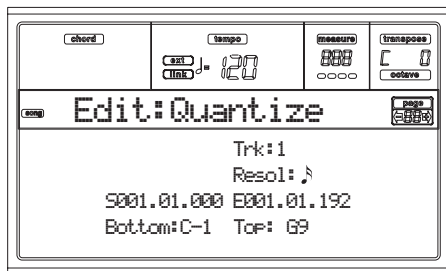 chord tempo measure transpose
ext ♩= 120 888 C 0
link octave
song Edit:Quantize page
88
Trk:1
Resol:♪
S001.01.000 E001.01.192
Bottom:C-1 Top: G9